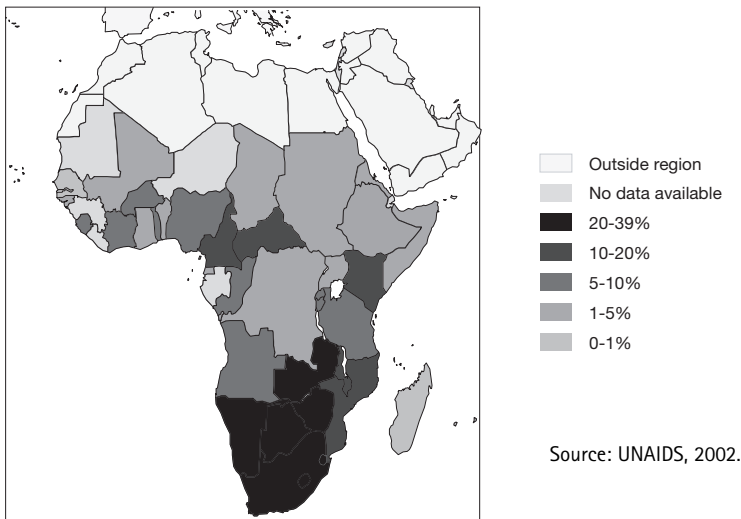 Outside region
No data available
20-39%
10-20%
5-10%
1-5%
0-1%
Source: UNAIDS, 2002.